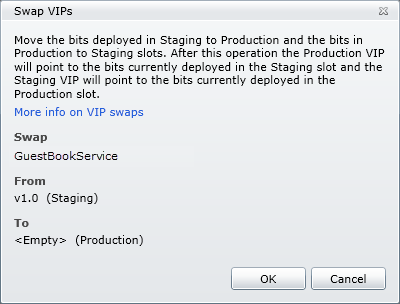 Swap VIPs
Move the bits deployed in Staging to Production and the bits in
Production to Staging slots. After this operation the Production VIP
will point to the bits currently deployed in the Staging slot and the
Staging VIP will point to the bits currently deployed in the
Production slot.
More info on VIP swaps
Swap
GuestBookService
From
v1.0 (Staging)
To
<Empty> (Production)
OK Cancel